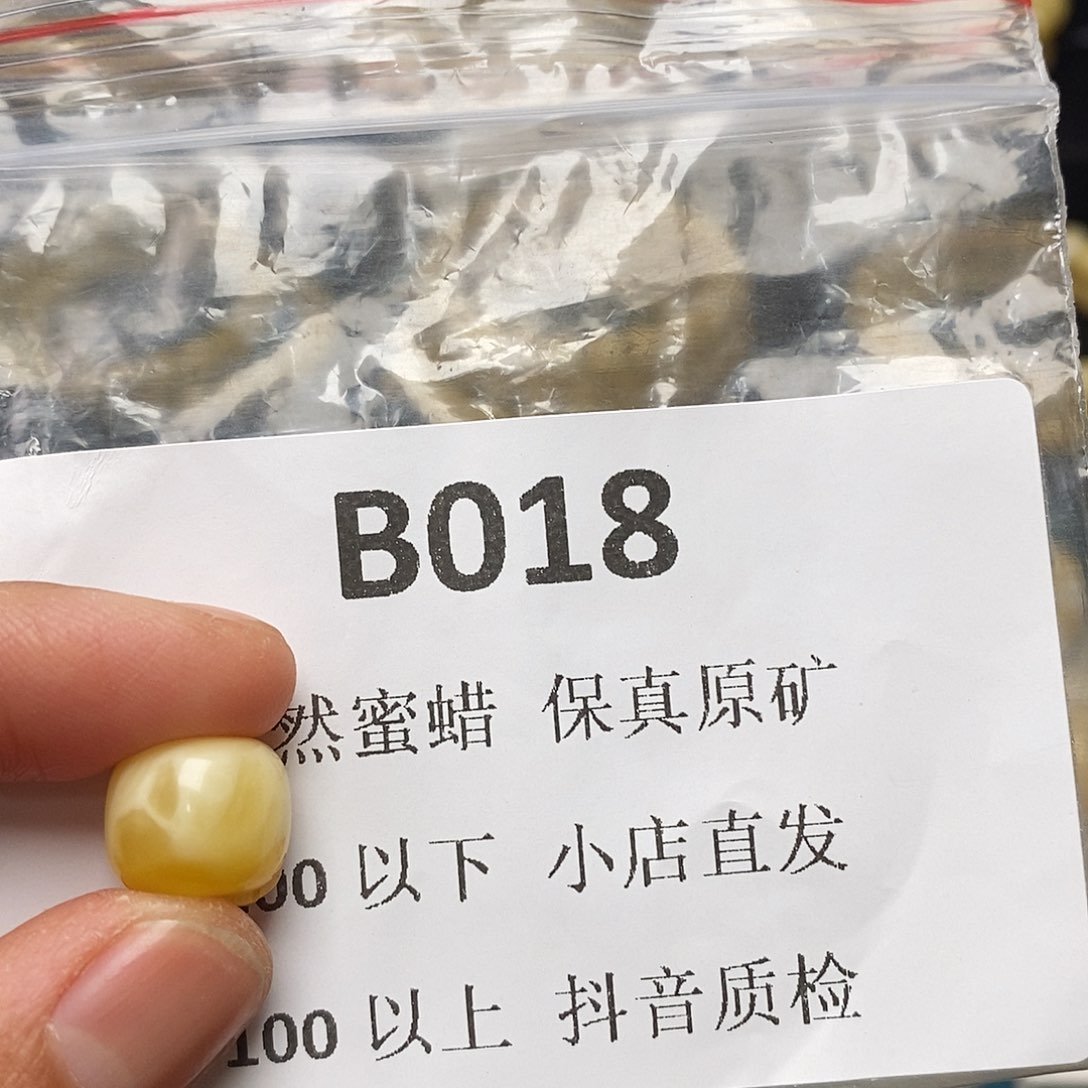 B018
然蜜蜡 保真原矿
00 以下 小店直发
100 以上 抖音质检